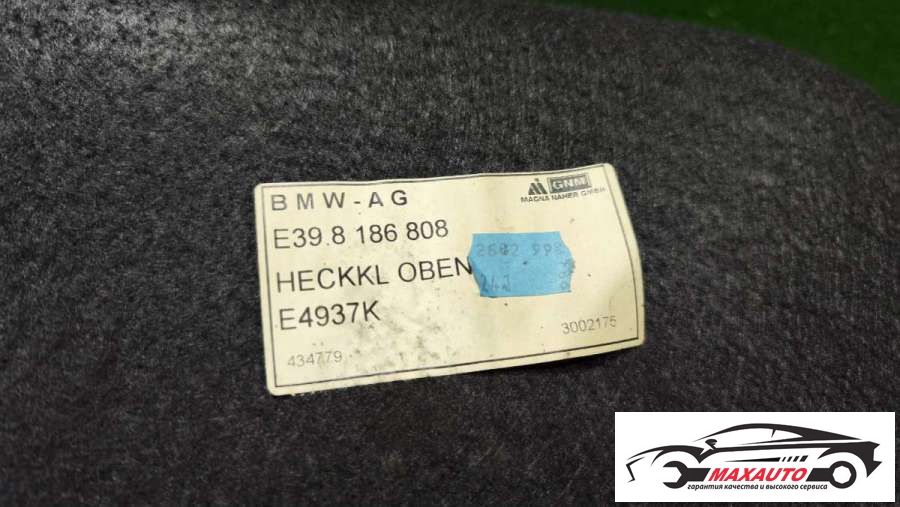 BMW-AG
GNM
MAGNA NAHER GMBH
E39.8 186 808
HECKKL OBEN
E4937K
434779
3002175
MAXAUTO
гарантия качества и высокого сервиса